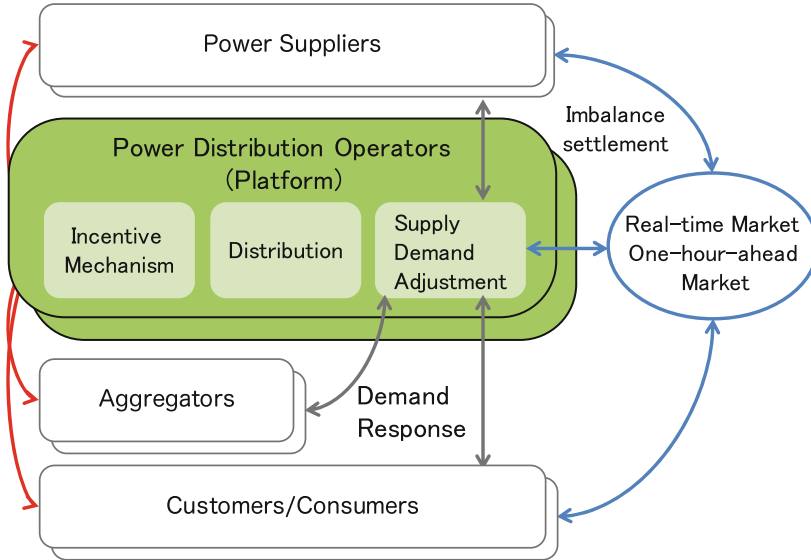 Power Suppliers
Imbalance
settlement
Power Distribution Operators
(Platform)
Incentive
Mechanism
Distribution
Supply
Demand
Adjustment
Real-time Market
One-hour-ahead
Market
Aggregators
Demand
Response
Customers/Consumers